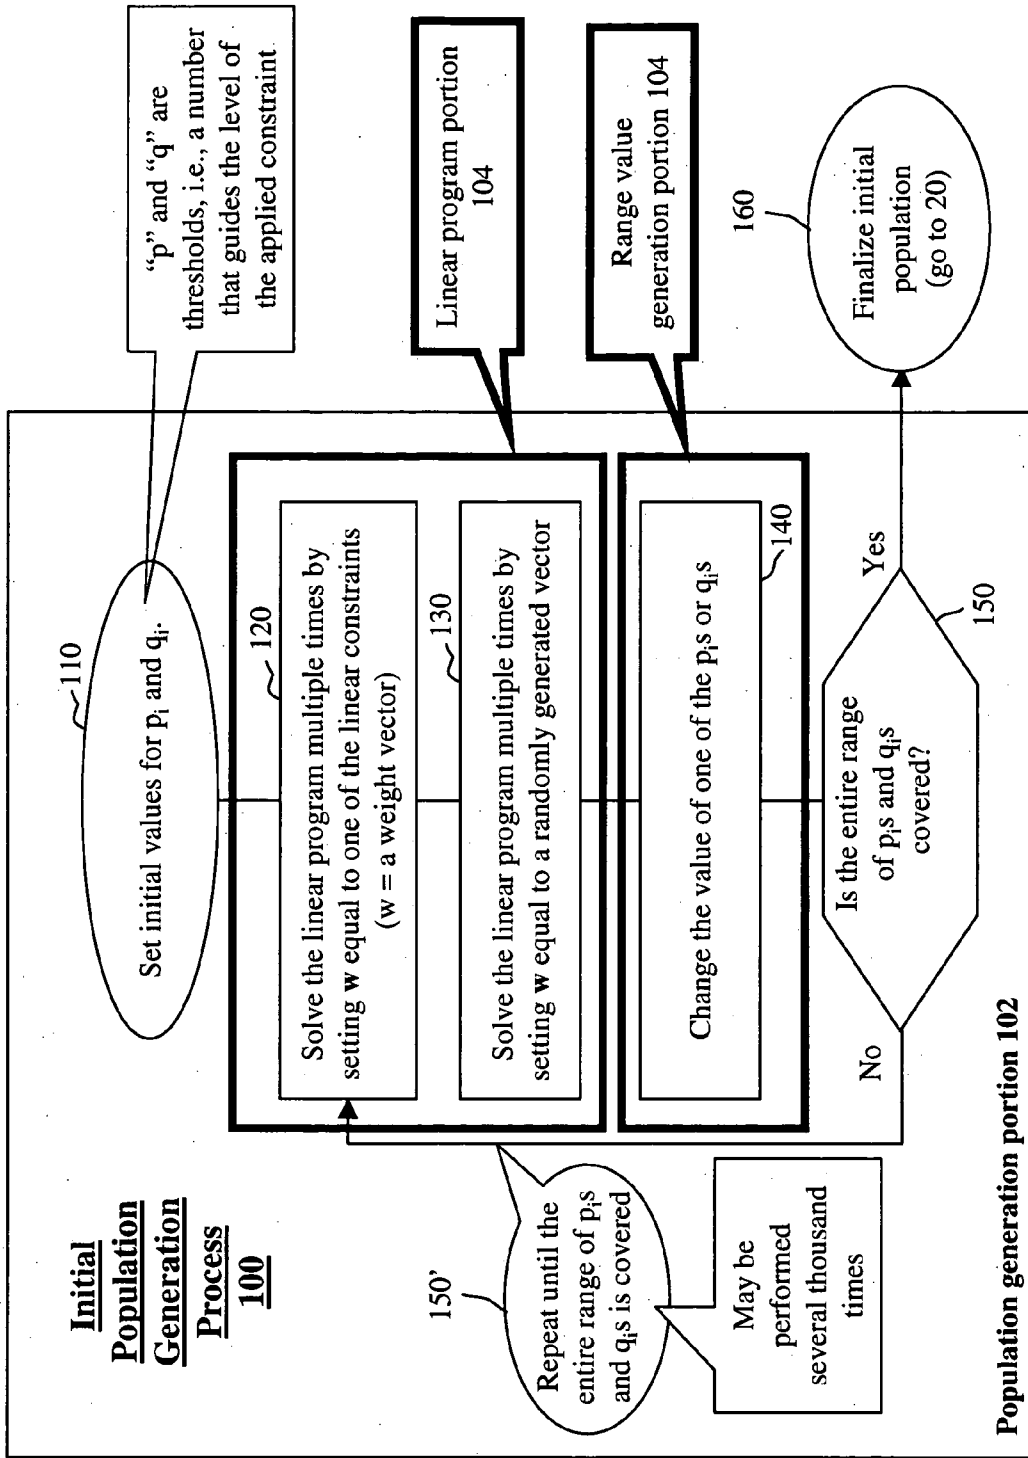 Initial
Population
Generation
Process
100
110
Set initial values for pᵢ and qᵢ.
“p” and “q” are
thresholds, i.e., a number
that guides the level of
the applied constraint
120
Solve the linear program multiple times by
setting w equal to one of the linear constraints
(w = a weight vector)
130
Solve the linear program multiple times by
setting w equal to a randomly generated vector
Linear program portion
104
Change the value of one of the pᵢs or qᵢs
140
Range value
generation portion 104
150’
Repeat until the
entire range of pᵢs
and qᵢs is covered
May be
performed
several thousand
times
No
Is the entire range
of pᵢs and qᵢs
covered?
Yes
150
160
Finalize initial
population
(go to 20)
Population generation portion 102